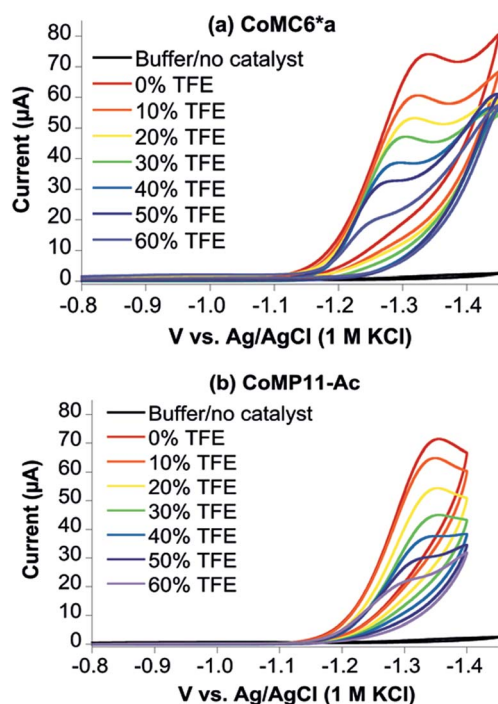 (a) CoMC6*a
80
70
60
50
40
30
20
10
0
Current (µA)
Buffer/no catalyst
0% TFE
10% TFE
20% TFE
30% TFE
40% TFE
50% TFE
60% TFE
-0.8 -0.9 -1.0 -1.1 -1.2 -1.3 -1.4
V vs. Ag/AgCl (1 M KCl)
(b) CoMP11-Ac
80
70
60
50
40
30
20
10
0
Current (µA)
Buffer/no catalyst
0% TFE
10% TFE
20% TFE
30% TFE
40% TFE
50% TFE
60% TFE
-0.8 -0.9 -1.0 -1.1 -1.2 -1.3 -1.4
V vs. Ag/AgCl (1 M KCl)